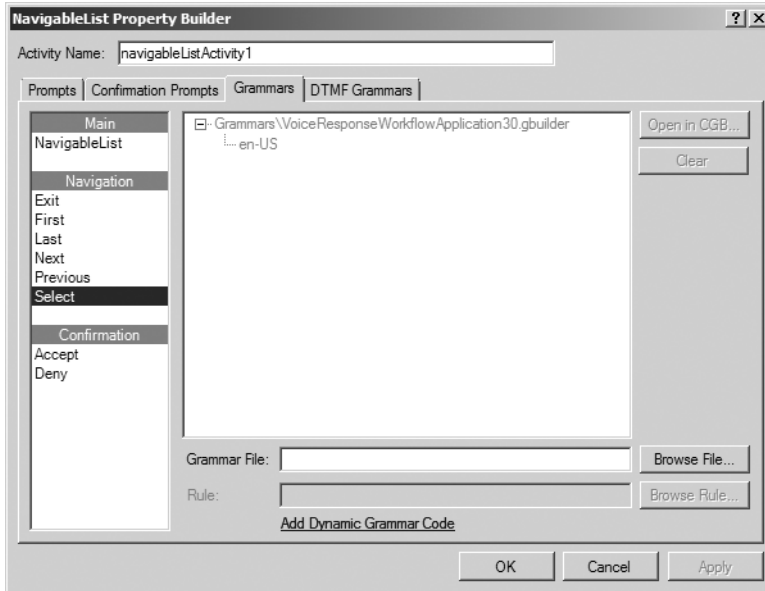 NavigableList Property Builder
Activity Name: navigableListActivity1
Prompts Confirmation Prompts Grammars DTMF Grammars
Main
NavigableList
Navigation
Exit
First
Last
Next
Previous
Select
Confirmation
Accept
Deny
Grammars\VoiceResponseWorkflowApplication30.gbuilder
en-US
Open in CGB...
Clear
Grammar File: Browse File...
Rule: Browse Rule...
Add Dynamic Grammar Code
OK Cancel Apply